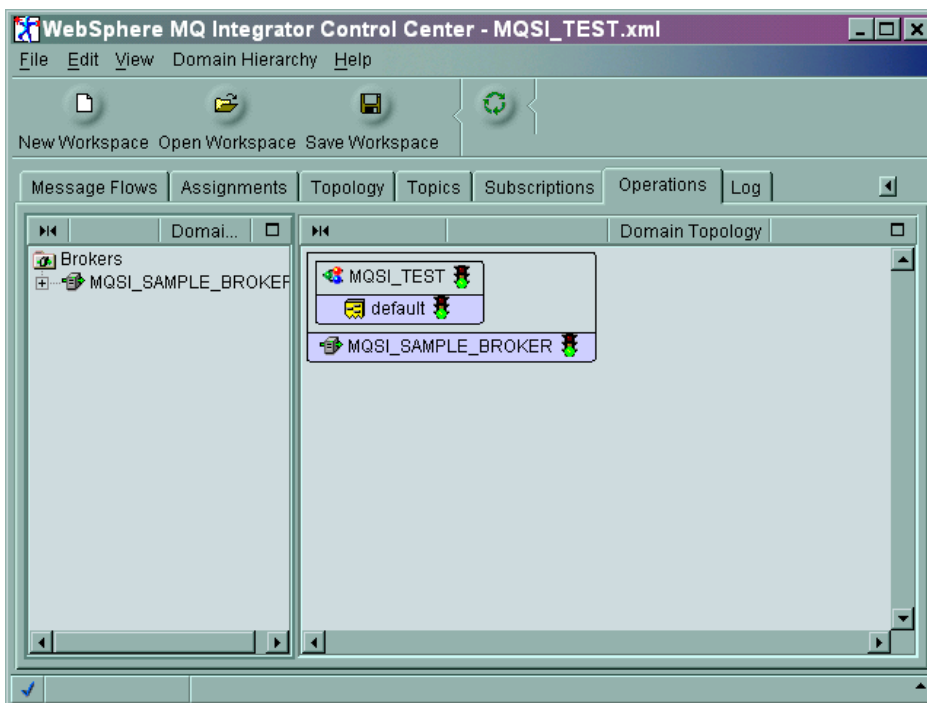 WebSphere MQ Integrator Control Center - MQSI_TEST.xml
File Edit View Domain Hierarchy Help
New Workspace Open Workspace Save Workspace
Message Flows Assignments Topology Topics Subscriptions Operations Log
Domai... Domain Topology
Brokers
MQSI_SAMPLE_BROKER
MQSI_TEST
default
MQSI_SAMPLE_BROKER